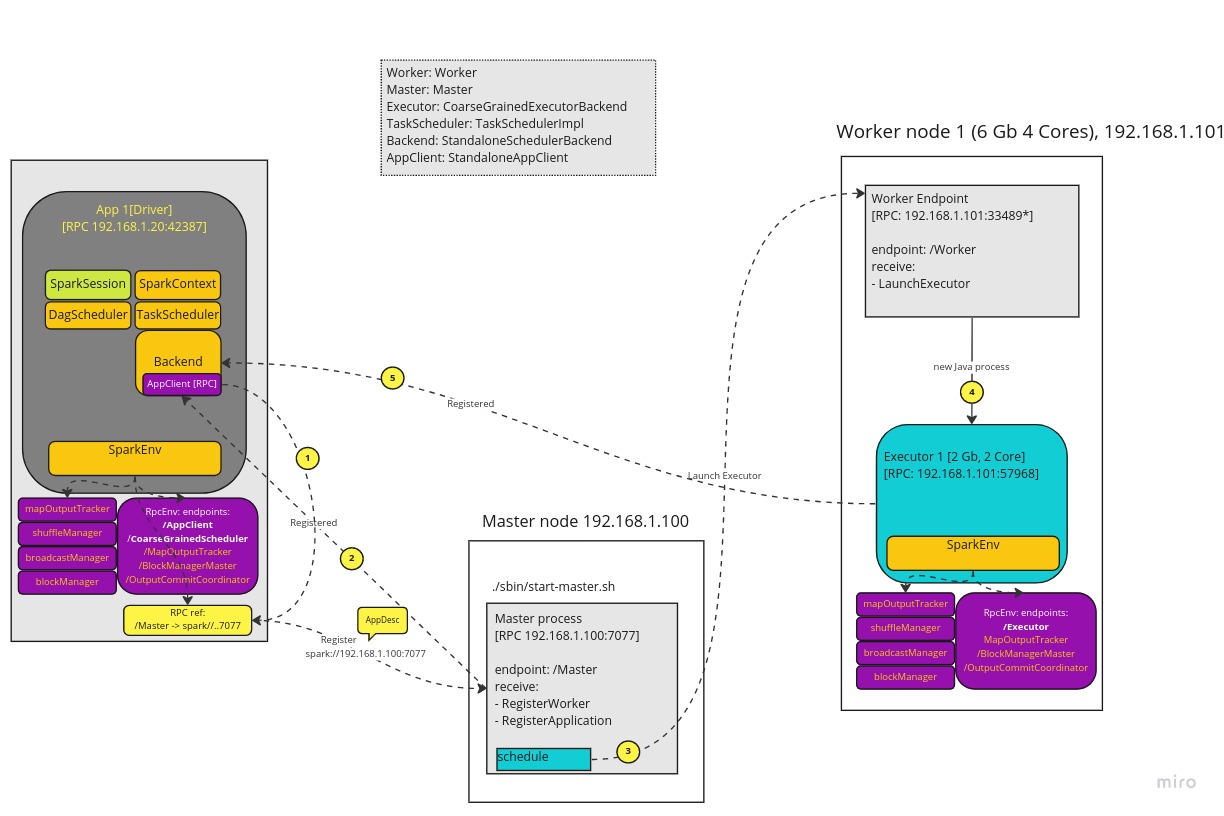 Worker: Worker
Master: Master
Executor: CoarseGrainedExecutorBackend
TaskScheduler: TaskSchedulerImpl
Backend: StandaloneSchedulerBackend
AppClient: StandaloneAppClient
App 1[Driver]
[RPC 192.168.1.20:42387]
SparkSession
SparkContext
DagScheduler
TaskScheduler
Backend
AppClient [RPC]
SparkEnv
mapOutputTracker
shuffleManager
broadcastManager
blockManager
RpcEnv: endpoints:
/AppClient
/CoarseGrainedScheduler
/MapOutputTracker
/BlockManagerMaster
/OutputCommitCoordinator
RPC ref:
/Master -> spark//..7077
1
Registered
2
AppDesc
Register
spark://192.168.1.100:7077
5
Registered
Launch Executor
Master node 192.168.1.100
./sbin/start-master.sh
Master process
[RPC 192.168.1.100:7077]
endpoint: /Master
receive:
- RegisterWorker
- RegisterApplication
schedule
3
Worker node 1 (6 Gb 4 Cores), 192.168.1.101
Worker Endpoint
[RPC: 192.168.1.101:33489*]
endpoint: /Worker
receive:
- LaunchExecutor
new Java process
4
Executor 1 [2 Gb, 2 Core]
[RPC: 192.168.1.101:57968]
SparkEnv
mapOutputTracker
shuffleManager
broadcastManager
blockManager
RpcEnv: endpoints:
/Executor
MapOutputTracker
/BlockManagerMaster
/OutputCommitCoordinator
miro